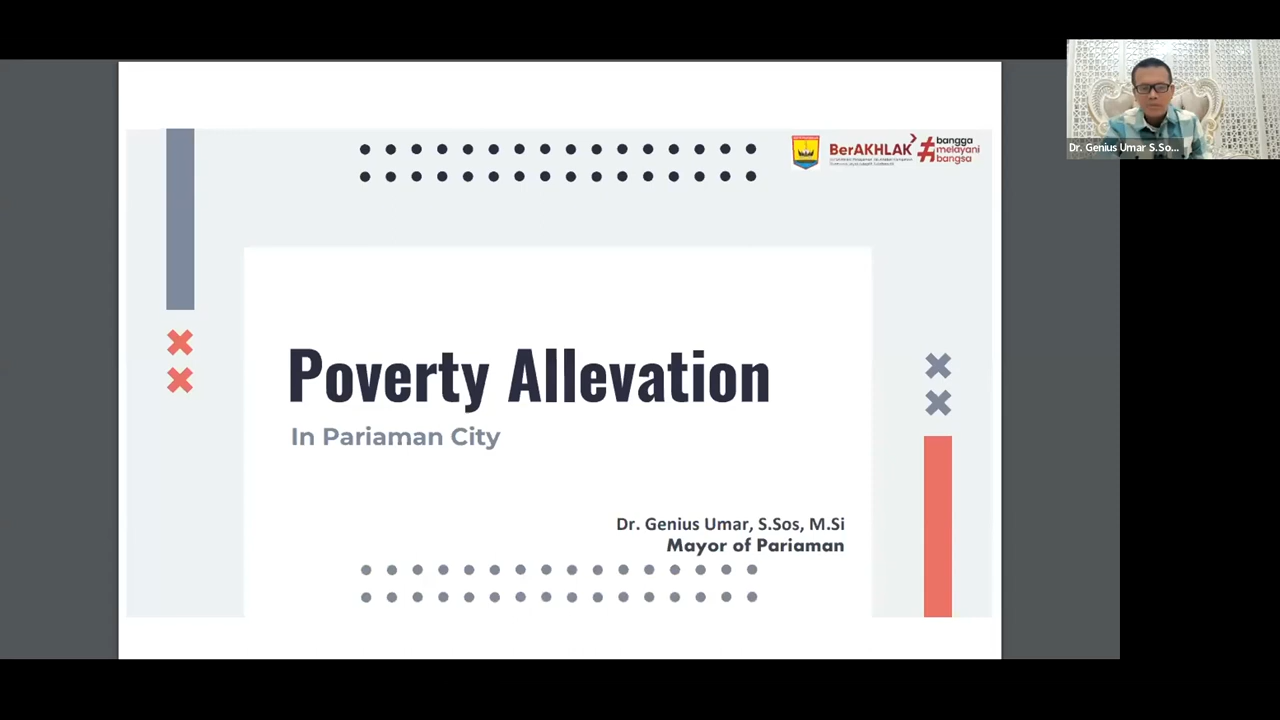 BerAKHLAK
#bangga
melayani
bangsa
Dr. Genius Umar S.So...
Poverty Allevation
In Pariaman City
Dr. Genius Umar, S.Sos, M.Si
Mayor of Pariaman